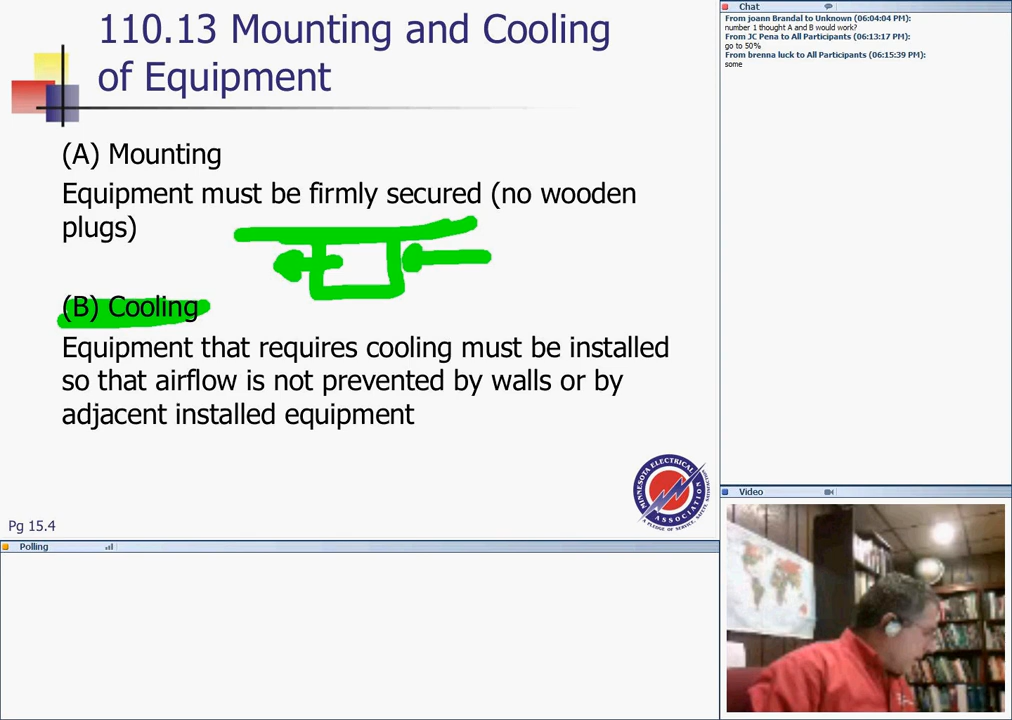 110.13 Mounting and Cooling
of Equipment
(A) Mounting
Equipment must be firmly secured (no wooden
plugs)
(B) Cooling
Equipment that requires cooling must be installed
so that airflow is not prevented by walls or by
adjacent installed equipment
MINNESOTA ELECTRICAL
ASSOCIATION
Pg 15.4
Polling
Chat
From joann Brandal to Unknown (06:04:04 PM):
number 1 thought A and B would work?
From JC Pena to All Participants (06:13:17 PM):
go to 50%
From brenna luck to All Participants (06:15:39 PM):
some
Video